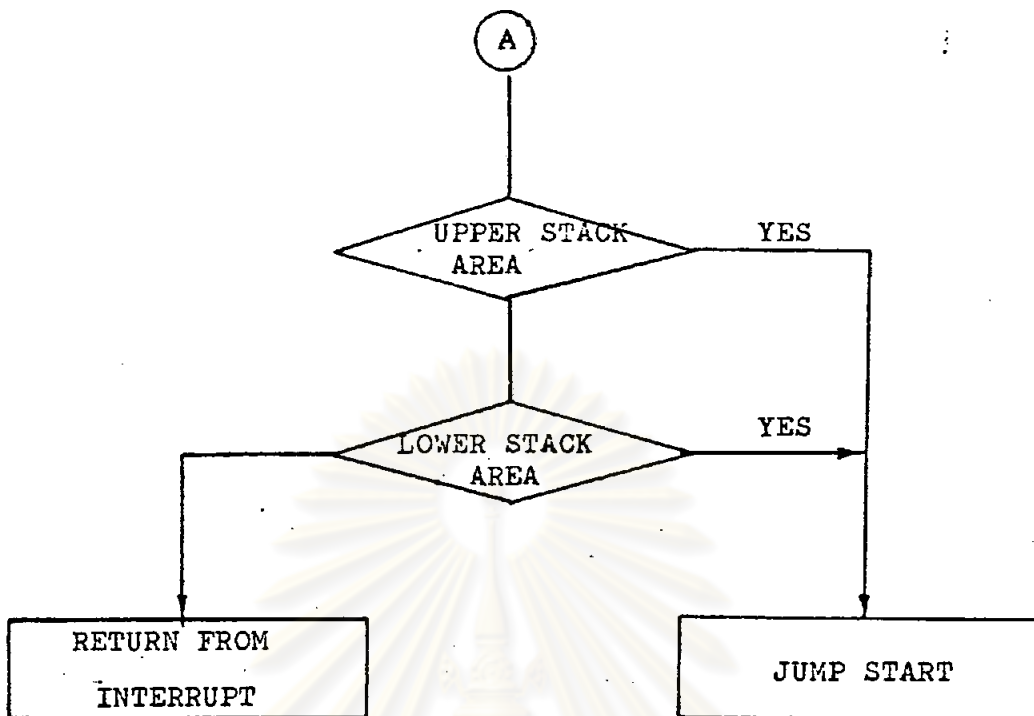 A
UPPER STACK
AREA
YES
LOWER STACK
AREA
YES
RETURN FROM
INTERRUPT
JUMP START